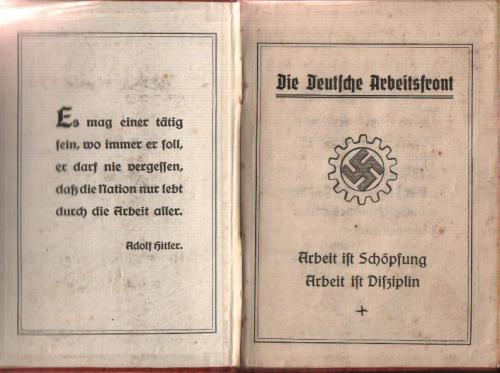 Es mag einer tätig
sein, wo immer er soll,
er darf nie vergessen,
daß die Nation nur lebt
durch die Arbeit aller.
Adolf Hitler.
Die Deutsche Arbeitsfront
Arbeit ist Schöpfung
Arbeit ist Disziplin